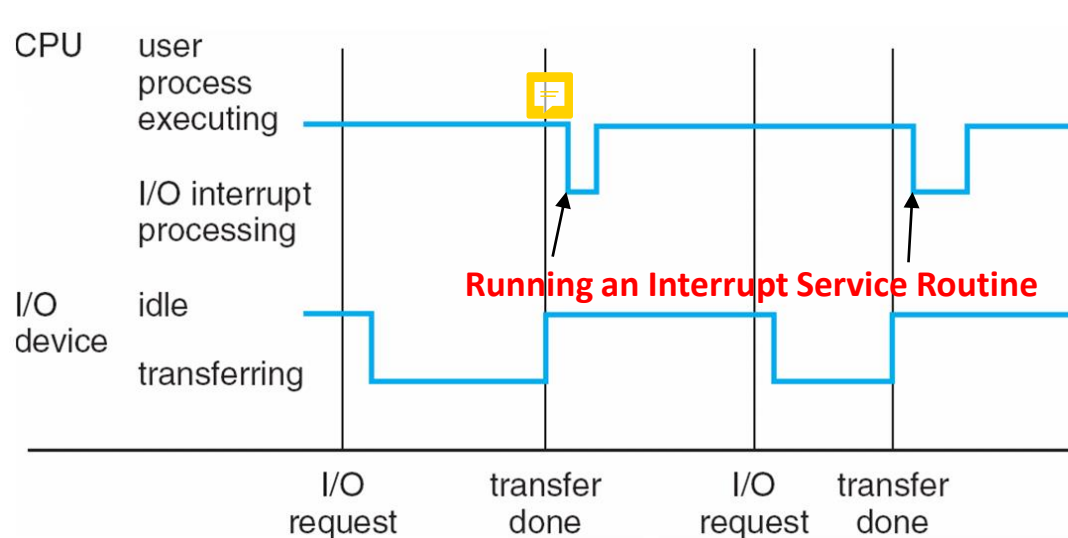 CPU
user
process
executing
I/O interrupt
processing
Running an Interrupt Service Routine
I/O
device
idle
transferring
I/O
request
transfer
done
I/O
request
transfer
done